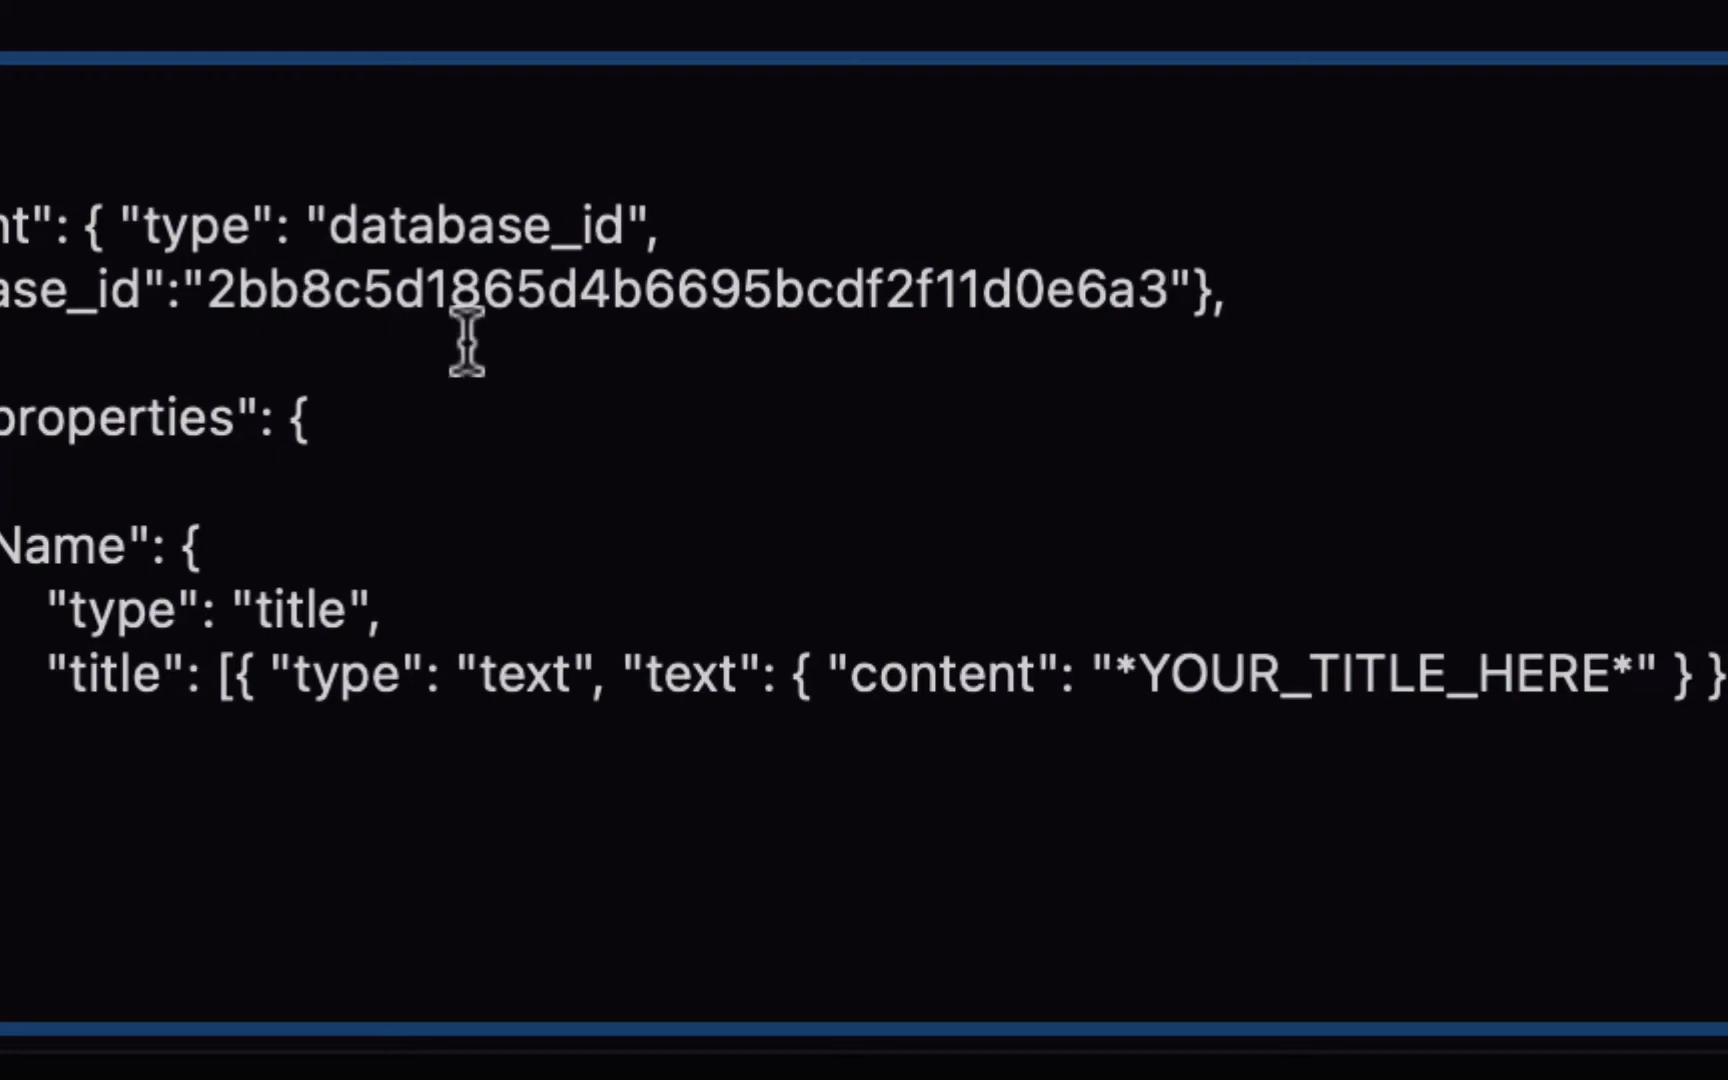 nt": { "type": "database_id",
ase_id":"2bb8c5d1865d4b6695bcdf2f11d0e6a3"},
properties": {
Name": {
"type": "title",
"title": [{ "type": "text", "text": { "content": "*YOUR_TITLE_HERE*" } }